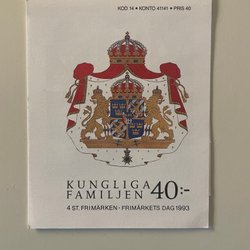 KOD 14 • KONTO 41141 • PRIS 40
KUNGLIGA
FAMILJEN 40:-
4 ST. FRIMÄRKEN - FRIMÄRKETS DAG 1993